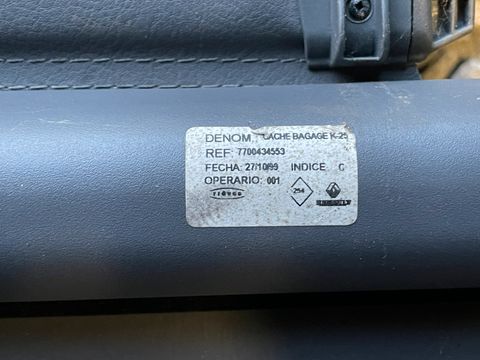 DENOM.: CACHE BAGAGE K-25
REF: 7700434553
FECHA: 27/10/99 INDICE C
OPERARIO: 001
254
RENAULT